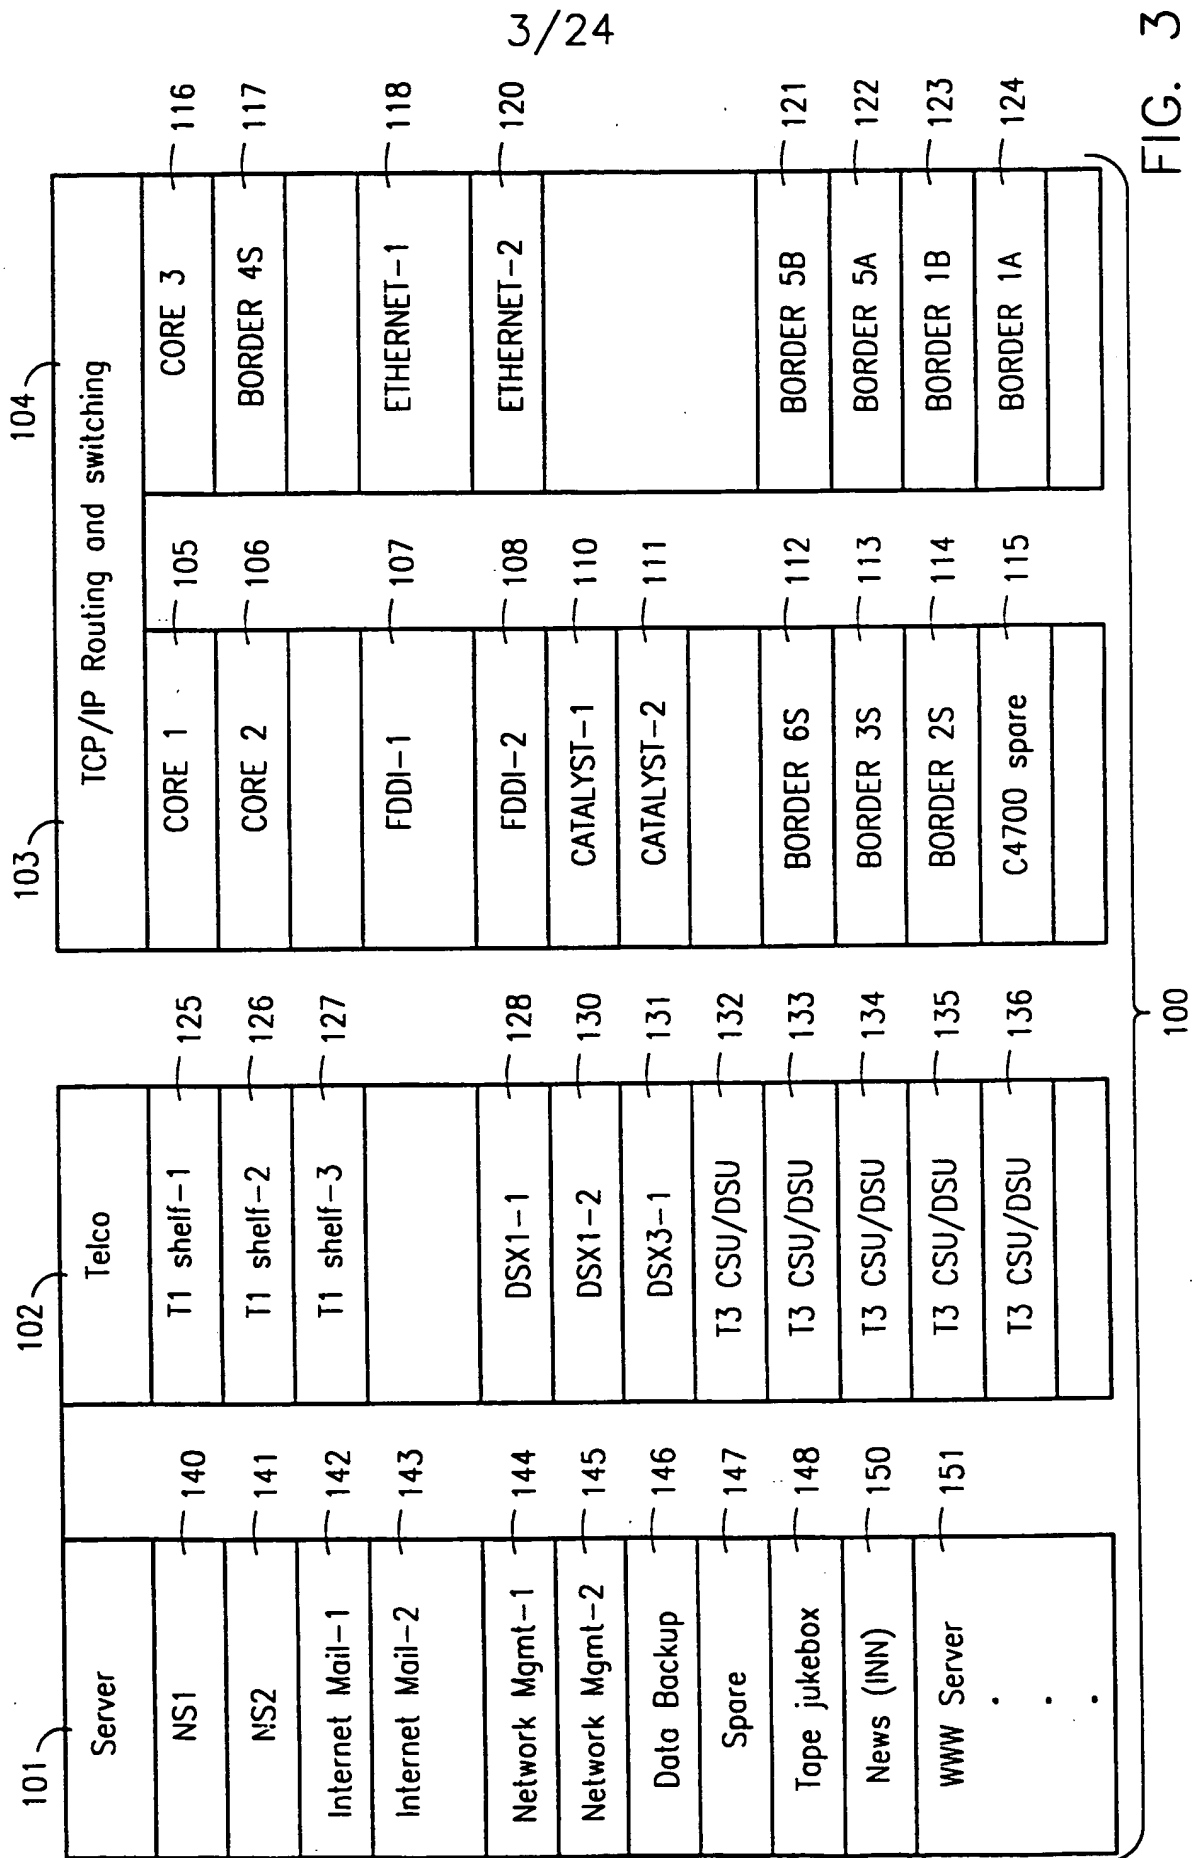 3/24
101
Server
NS1
140
NS2
141
Internet Mail-1
142
Internet Mail-2
143
Network Mgmt-1
144
Network Mgmt-2
145
Data Backup
146
Spare
147
Tape jukebox
148
News (INN)
150
WWW Server
151
102
Telco
T1 shelf-1
125
T1 shelf-2
126
T1 shelf-3
127
DSX1-1
128
DSX1-2
130
DSX3-1
131
T3 CSU/DSU
132
T3 CSU/DSU
133
T3 CSU/DSU
134
T3 CSU/DSU
135
T3 CSU/DSU
136
103
104
TCP/IP Routing and switching
CORE 1
105
CORE 2
106
FDDI-1
107
FDDI-2
108
CATALYST-1
110
CATALYST-2
111
BORDER 6S
112
BORDER 3S
113
BORDER 2S
114
C4700 spare
115
CORE 3
116
BORDER 4S
117
ETHERNET-1
118
ETHERNET-2
120
BORDER 5B
121
BORDER 5A
122
BORDER 1B
123
BORDER 1A
124
100
FIG. 3